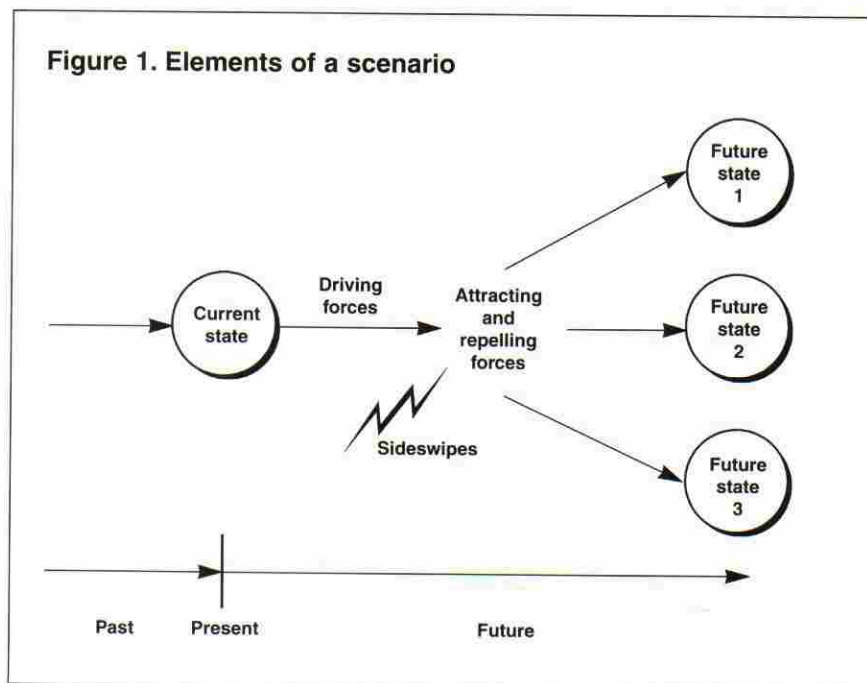 Figure 1. Elements of a scenario
Future
state
1
Driving
forces
Current
state
Attracting
and
repelling
forces
Future
state
2
Sideswipes
Future
state
3
Past
Present
Future